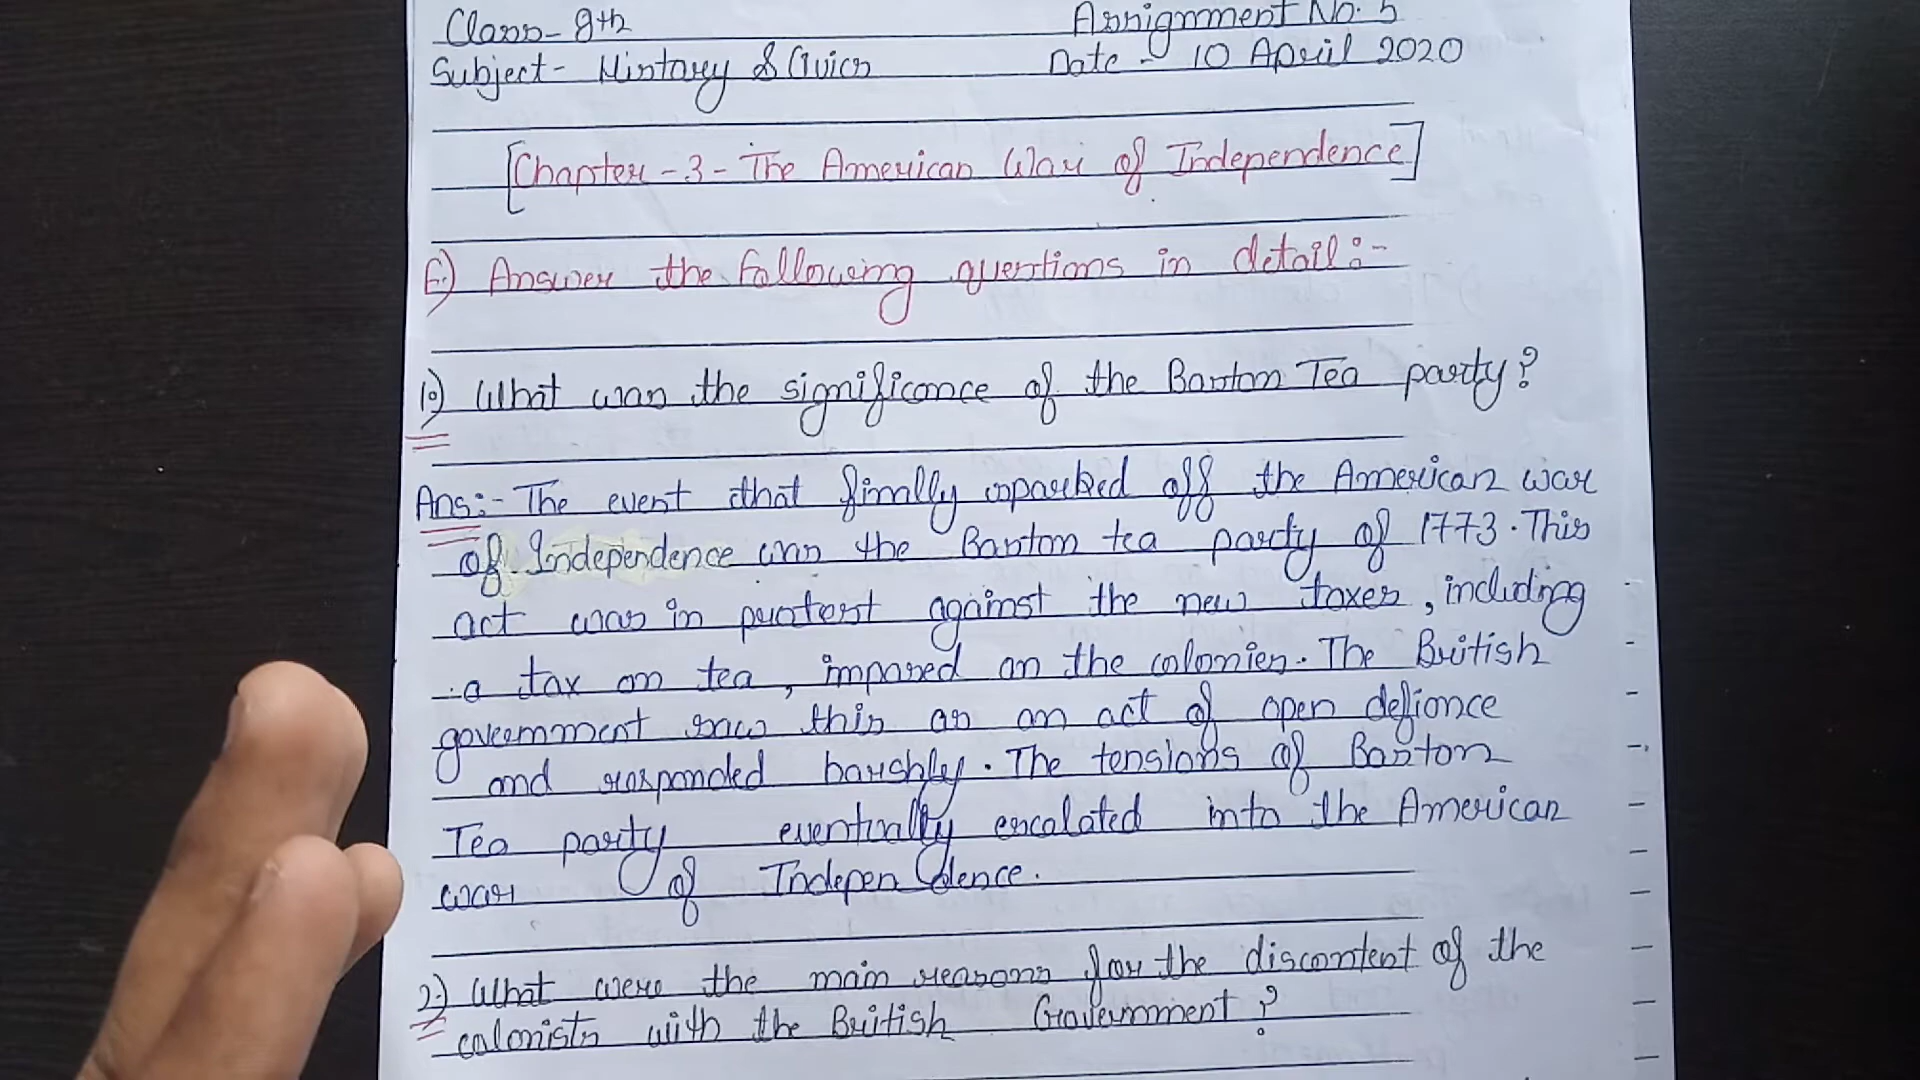 Class- 8th
Assignment No. 5
Subject- History & Civics
Date - 10 April 2020
[Chapter - 3 - The American War of Independence]
E) Answer the following questions in detail:-
1) What was the significance of the Boston Tea party?
Ans:- The event that finally sparked off the American war
of Independence was the Boston tea party of 1773. This
act was in protest against the new taxes, including
a tax on tea, imposed on the colonies. The British
government saw this as an act of open defiance
and responded harshly. The tensions of Boston
Tea party eventually escalated into the American
war of Independence.
2) What were the main reasons for the discontent of the
colonists with the British Government?